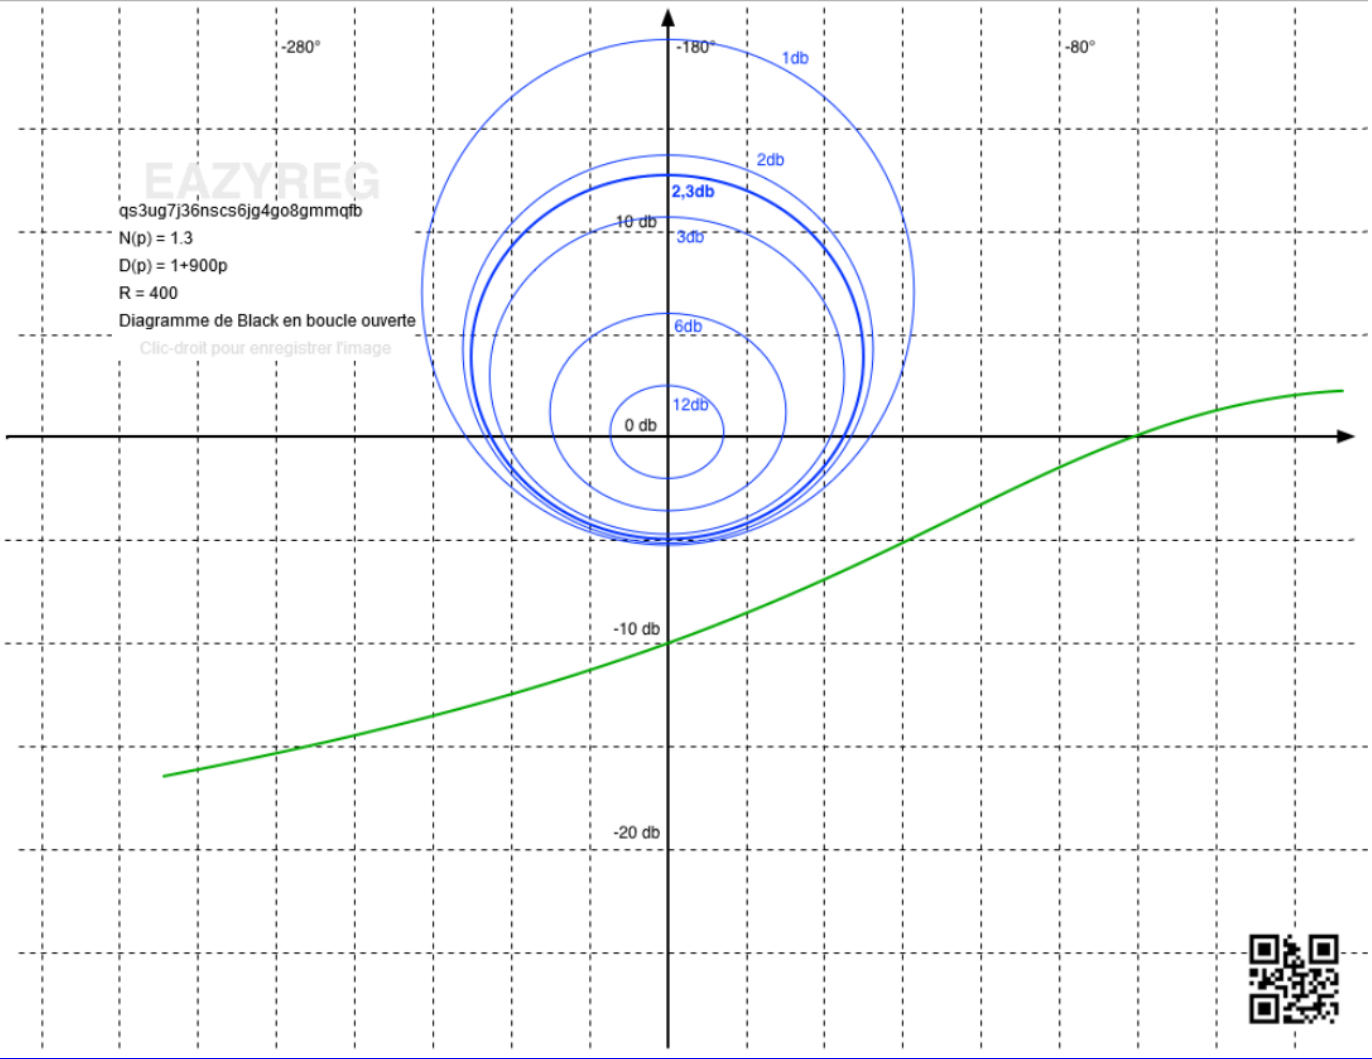 -280°
-180°
-80°
1db
2db
EAZYREG
2,3db
qs3ug7j36nscs6jg4go8gmmqfb
10 db
3db
N(p) = 1.3
D(p) = 1+900p
R = 400
Diagramme de Black en boucle ouverte
6db
Clic-droit pour enregistrer l'image
12db
0 db
-10 db
-20 db